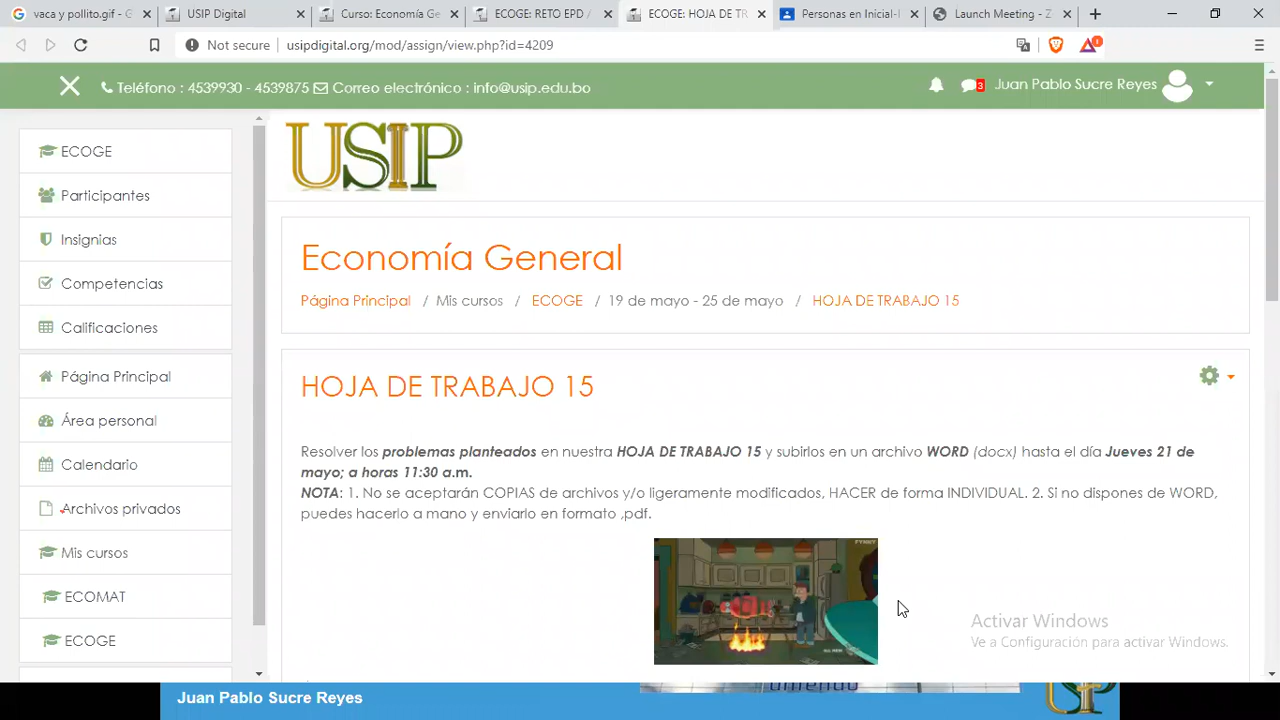 vaca y pollito.gif - G
USIP Digital
Curso: Economía Ge
ECOGE: RETO EPD /
ECOGE: HOJA DE TR
Personas en Inicial-I
Launch Meeting - Z
Not secure
usipdigital.org/mod/assign/view.php?id=4209
1
Teléfono : 4539930 - 4539875 Correo electrónico : info@usip.edu.bo
3
Juan Pablo Sucre Reyes
ECOGE
Participantes
Insignias
Competencias
Calificaciones
Página Principal
Área personal
Calendario
Archivos privados
Mis cursos
ECOMAT
ECOGE
USIP
Economía General
Página Principal / Mis cursos / ECOGE / 19 de mayo - 25 de mayo / HOJA DE TRABAJO 15
HOJA DE TRABAJO 15
Resolver los problemas planteados en nuestra HOJA DE TRABAJO 15 y subirlos en un archivo WORD (docx) hasta el día Jueves 21 de
mayo; a horas 11:30 a.m.
NOTA: 1. No se aceptarán COPIAS de archivos y/o ligeramente modificados, HACER de forma INDIVIDUAL. 2. Si no dispones de WORD,
puedes hacerlo a mano y enviarlo en formato ,pdf.
Activar Windows
Ve a Configuración para activar Windows.
Juan Pablo Sucre Reyes